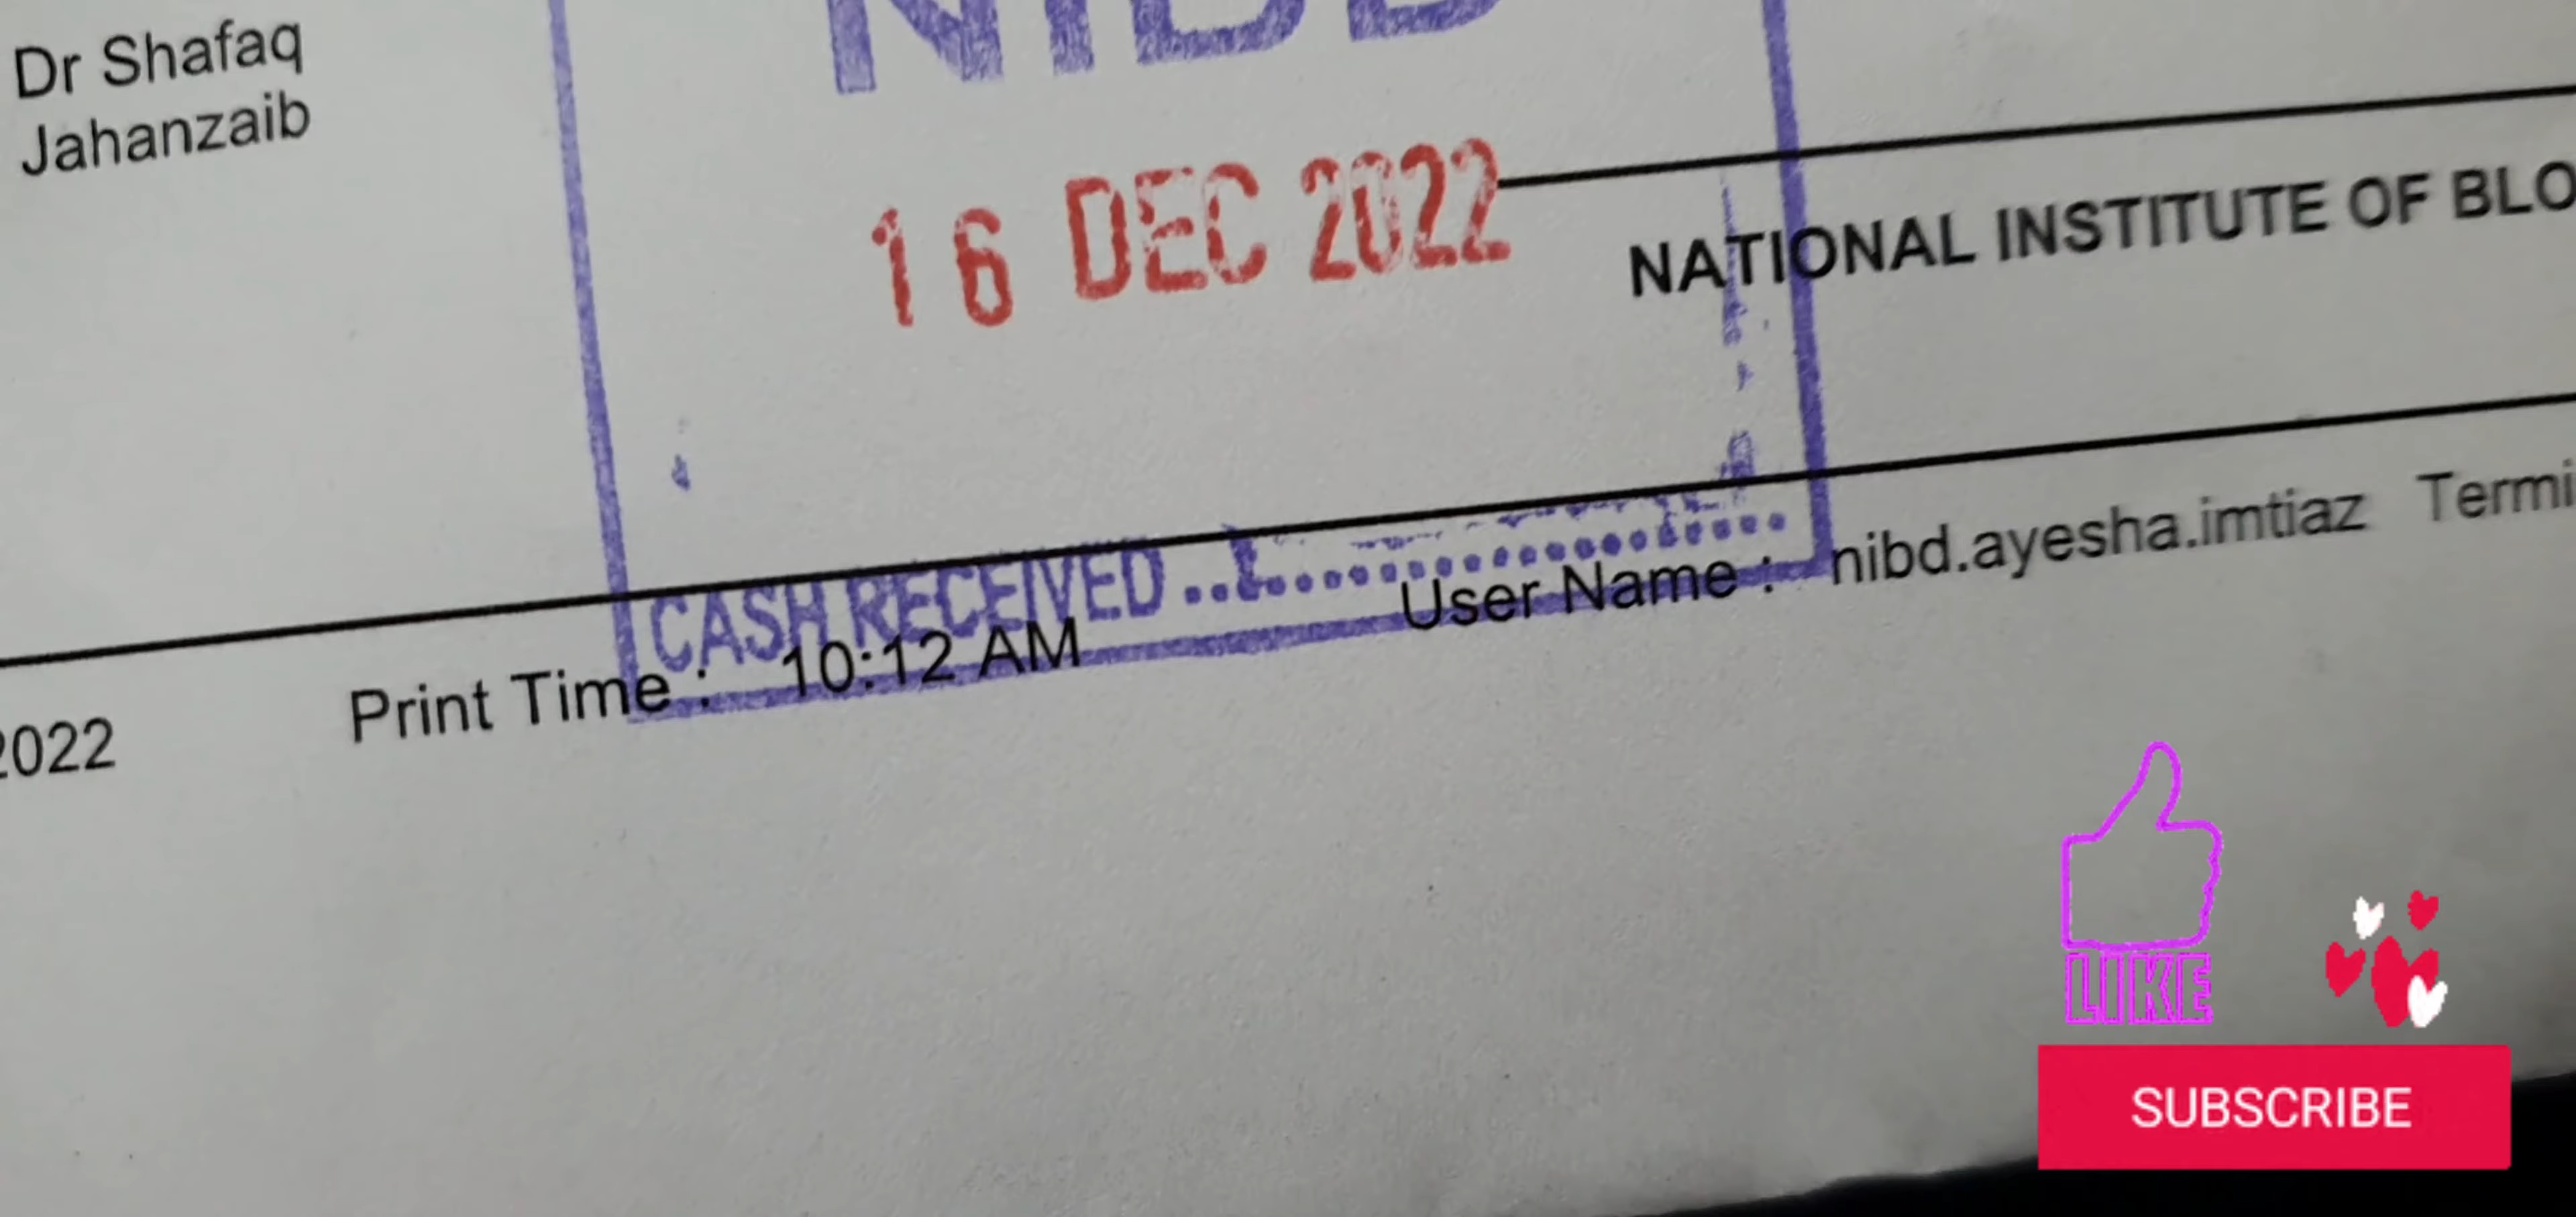 Dr Shafaq
Jahanzaib
NIBD
16 DEC 2022
NATIONAL INSTITUTE OF BLO
CASH RECEIVED
2022 Print Time : 10:12 AM User Name : nibd.ayesha.imtiaz Termi
LIKE
SUBSCRIBE